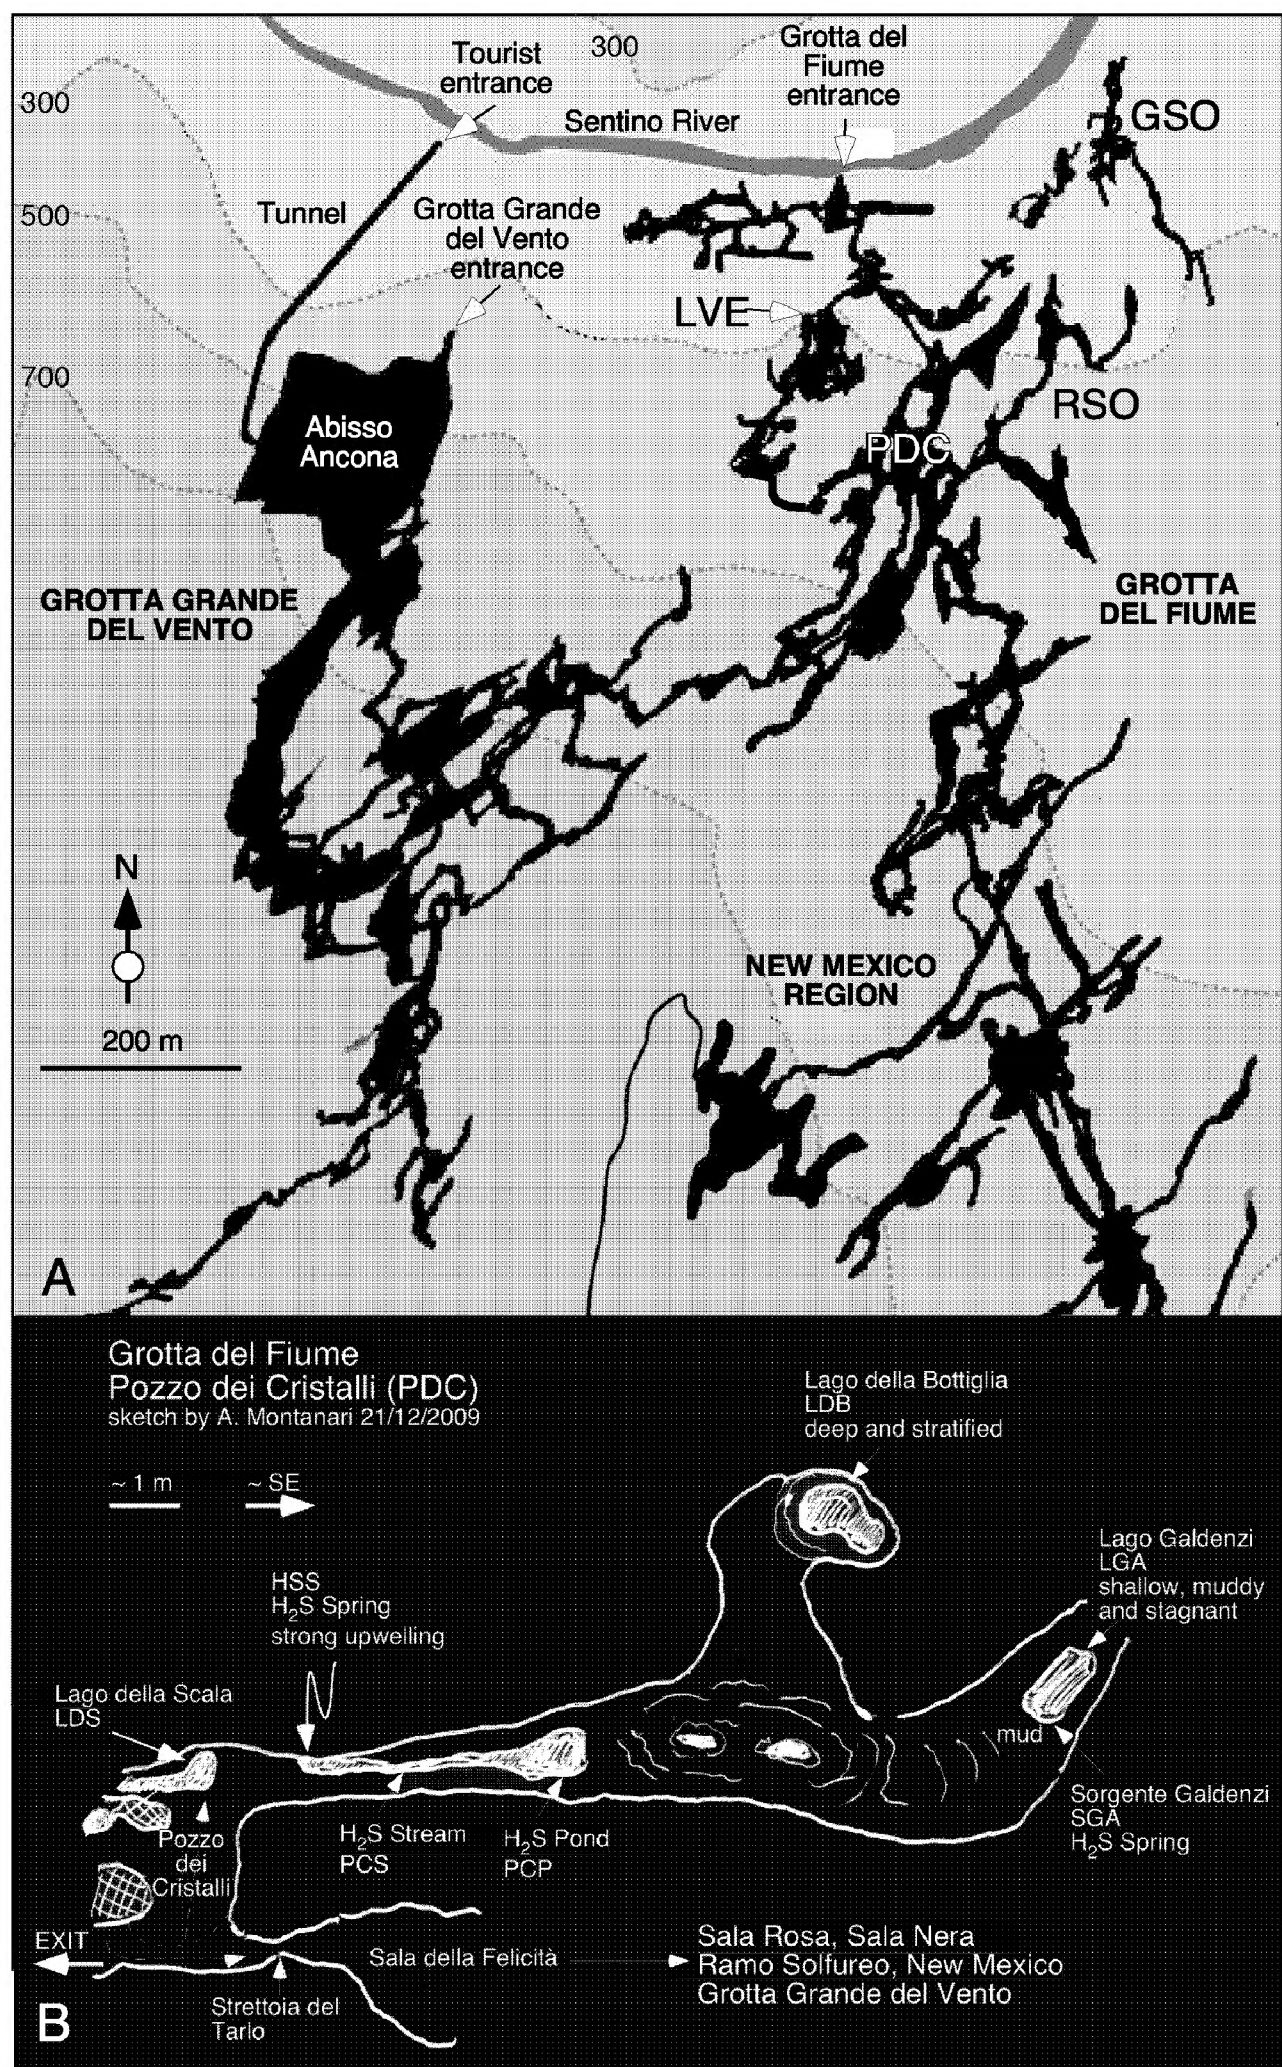 300
Tourist
entrance
Grotta del
Fiume
entrance
300
Sentino River
GSO
500
Tunnel
Grotta Grande
del Vento
entrance
LVE
700
RSO
Abisso
Ancona
PDC
GROTTA GRANDE
DEL VENTO
GROTTA
DEL FIUME
N
NEW MEXICO
REGION
200 m
A
Grotta del Fiume
Pozzo dei Cristalli (PDC)
sketch by A. Montanari 21/12/2009
~ 1 m
~ SE
Lago della Bottiglia
LDB
deep and stratified
Lago Galdenzi
LGA
shallow, muddy
and stagnant
HSS
H₂S Spring
strong upwelling
Lago della Scala
LDS
mud
Sorgente Galdenzi
SGA
H₂S Spring
Pozzo
dei
Cristalli
H₂S Stream
PCS
H₂S Pond
PCP
EXIT
Sala della Felicità
Sala Rosa, Sala Nera
Ramo Solfureo, New Mexico
Grotta Grande del Vento
Strettoia del
Tarlo
B